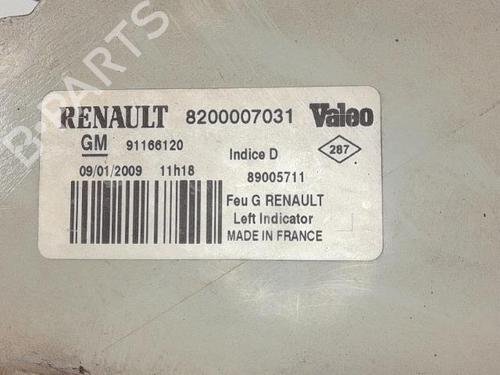 RENAULT 8200007031 Valeo
GM 91166120 Indice D 287
09/01/2009 11h18 89005711
Feu G RENAULT
Left Indicator
MADE IN FRANCE
B-PARTS